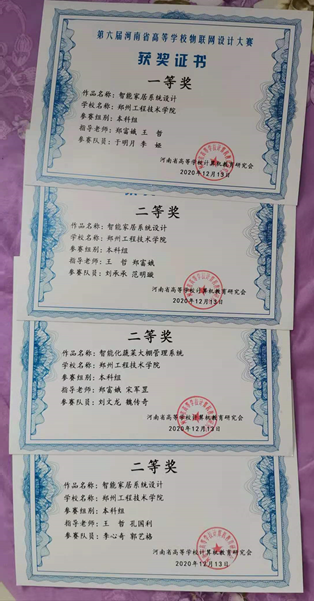 第六届河南省高等学校物联网设计大赛
获奖证书
一等奖
作品名称：智能家居系统设计
学校名称：郑州工程技术学院
参赛组别：本科组
指导老师：郑富娥 王 哲
参赛队员：于明月 李 娅
河南省高等学校计算机教育研究会
2020年12月13日
二等奖
作品名称：智能家居系统设计
学校名称：郑州工程技术学院
参赛组别：本科组
指导老师：王 哲 郑富娥
参赛队员：刘承承 范明璇
河南省高等学校计算机教育研究会
2020年12月13日
二等奖
作品名称：智能化蔬菜大棚管理系统
学校名称：郑州工程技术学院
参赛组别：本科组
指导老师：郑富娥 宋军罡
参赛队员：刘文龙 魏传奇
河南省高等学校计算机教育研究会
2020年12月13日
二等奖
作品名称：智能家居系统设计
学校名称：郑州工程技术学院
参赛组别：本科组
指导老师：王 哲 孔国利
参赛队员：李心奇 郭艺格
河南省高等学校计算机教育研究会
2020年12月13日